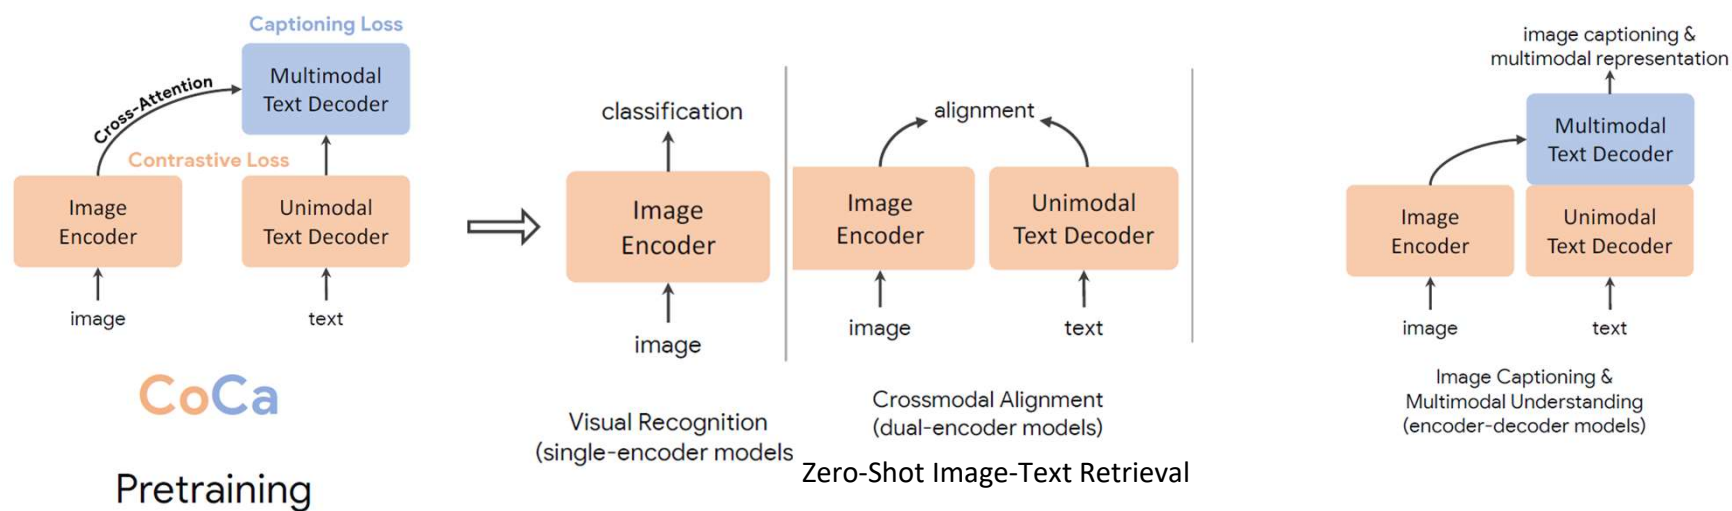 Captioning Loss
Multimodal
Text Decoder
Cross-Attention
Contrastive Loss
Image
Encoder
Unimodal
Text Decoder
image
text
CoCa
Pretraining
classification
Image
Encoder
image
Visual Recognition
(single-encoder models
alignment
Image
Encoder
Unimodal
Text Decoder
image
text
Crossmodal Alignment
(dual-encoder models)
Zero-Shot Image-Text Retrieval
image captioning &
multimodal representation
Multimodal
Text Decoder
Image
Encoder
Unimodal
Text Decoder
image
text
Image Captioning &
Multimodal Understanding
(encoder-decoder models)